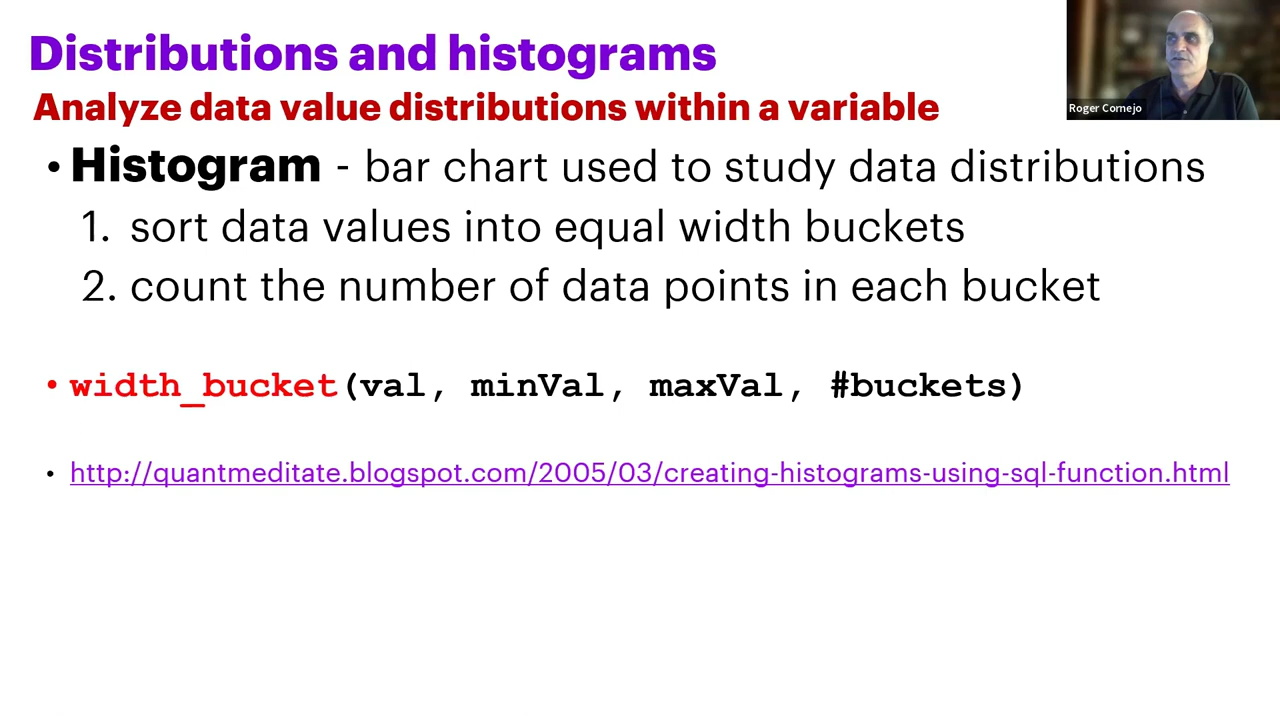 Distributions and histograms
Analyze data value distributions within a variable
Roger Cornejo
• Histogram - bar chart used to study data distributions
1. sort data values into equal width buckets
2. count the number of data points in each bucket
• width_bucket(val, minVal, maxVal, #buckets)
• http://quantmeditate.blogspot.com/2005/03/creating-histograms-using-sql-function.html